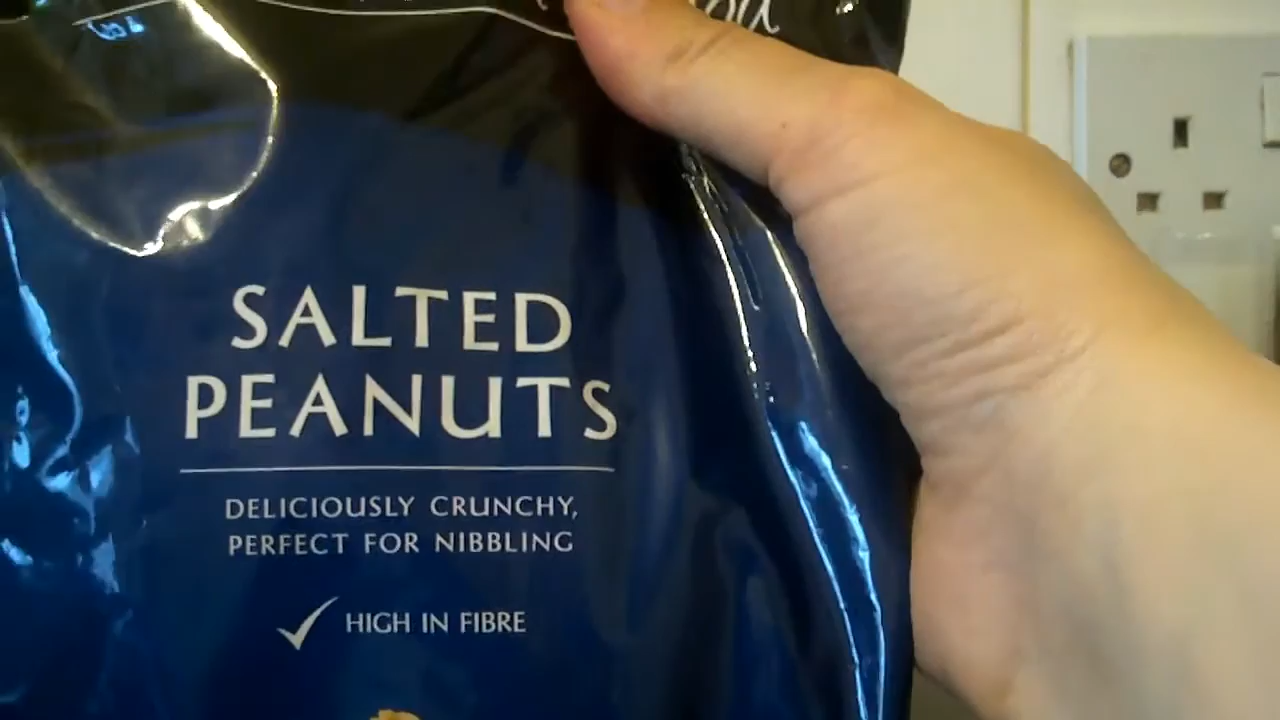 SALTED
PEANUTS
DELICIOUSLY CRUNCHY,
PERFECT FOR NIBBLING
HIGH IN FIBRE